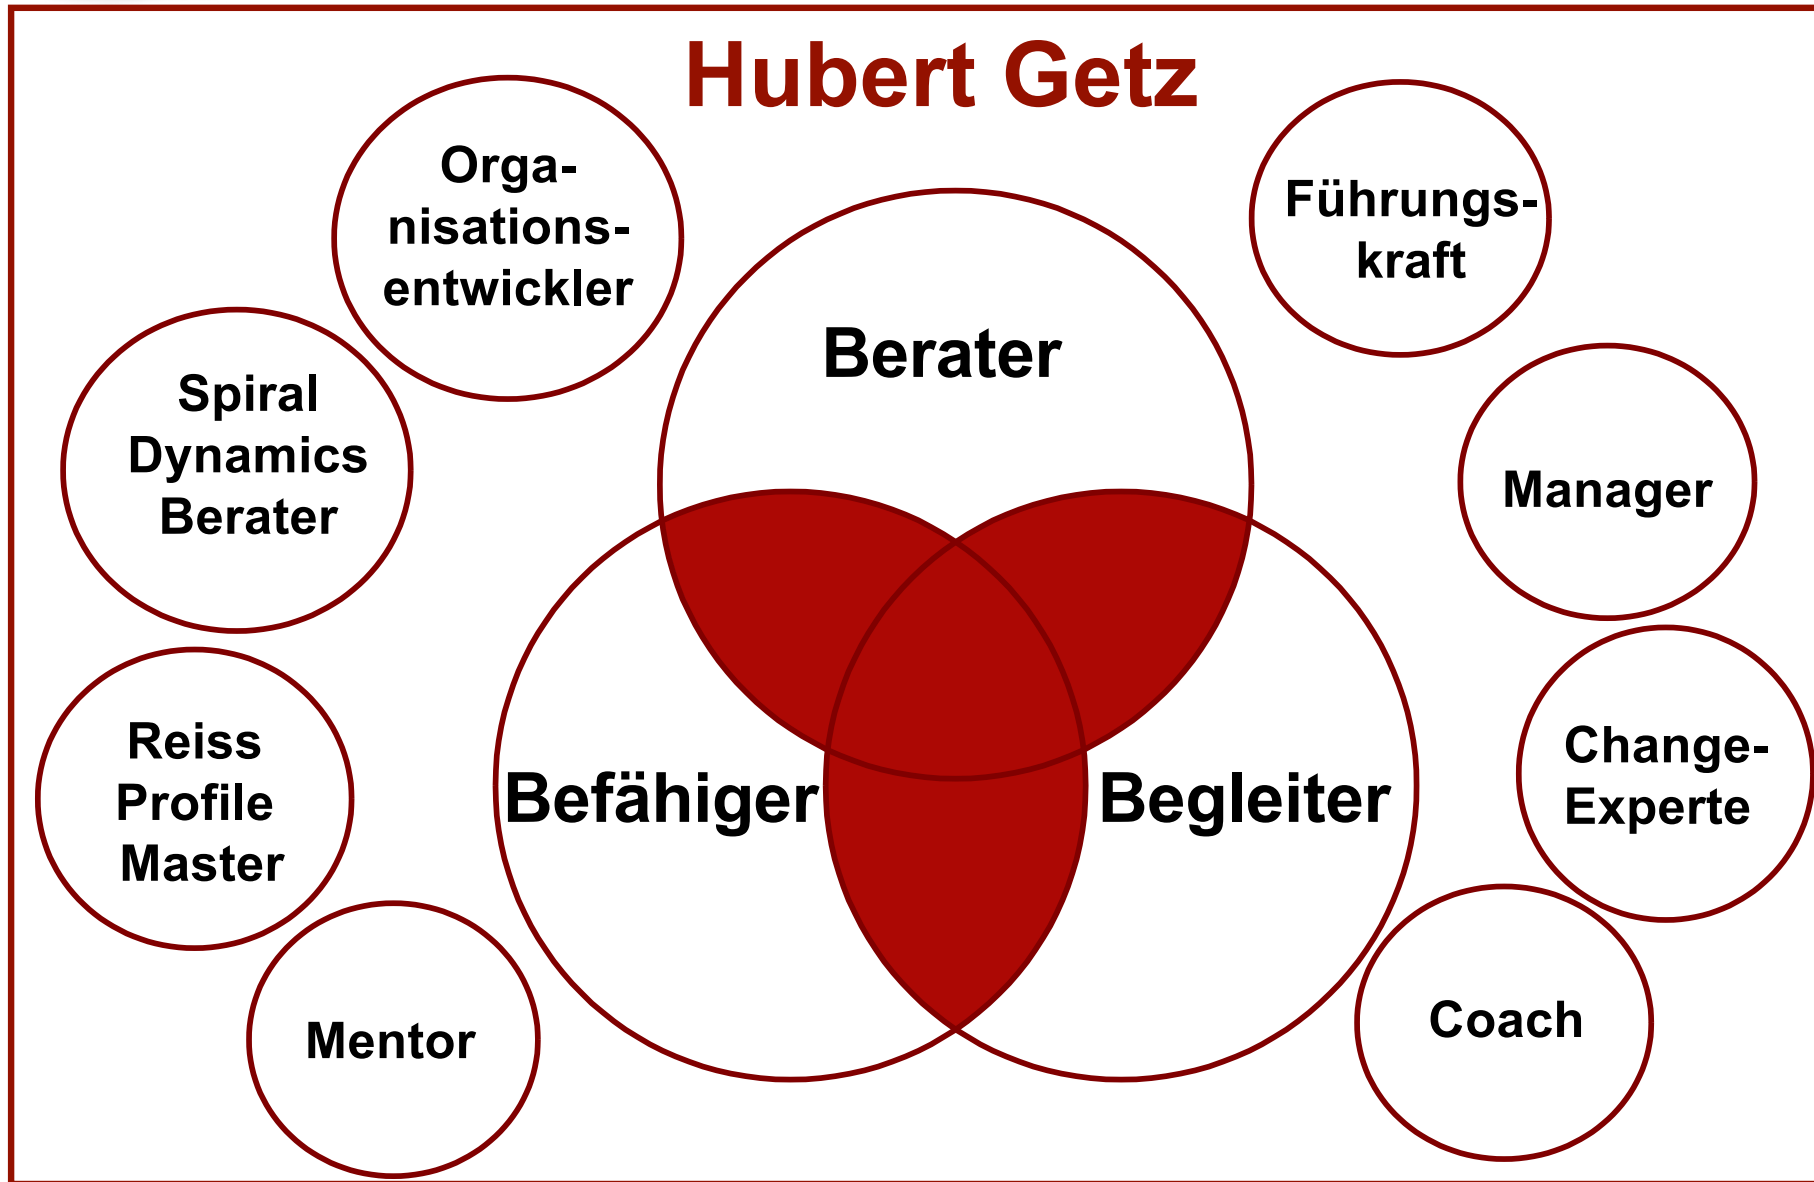 Hubert Getz
Orga-
nisations-
entwickler
Führungs-
kraft
Berater
Spiral
Dynamics
Berater
Manager
Reiss
Profile
Master
Befähiger
Begleiter
Change-
Experte
Mentor
Coach